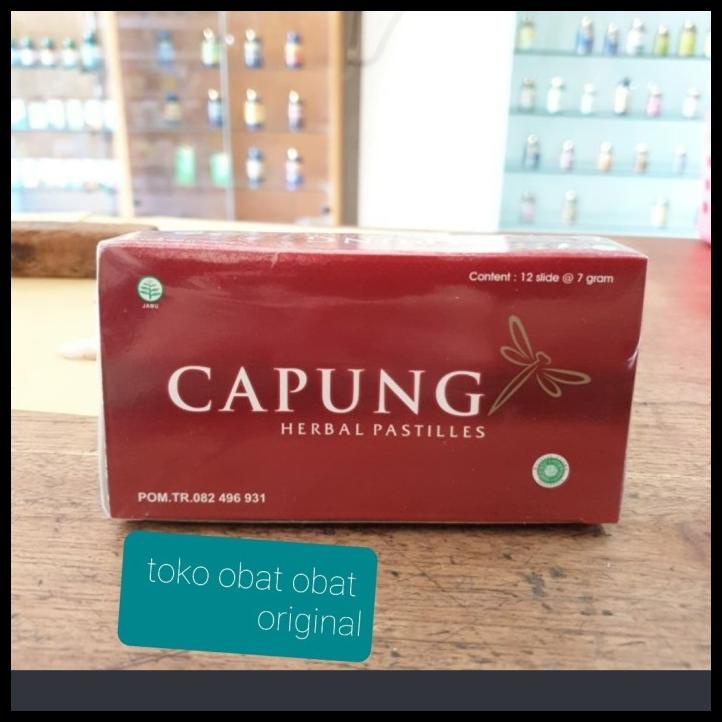 Content : 12 slide @ 7 gram
JAMU
CAPUNG
HERBAL PASTILLES
POM.TR.082 496 931
toko obat obat
original